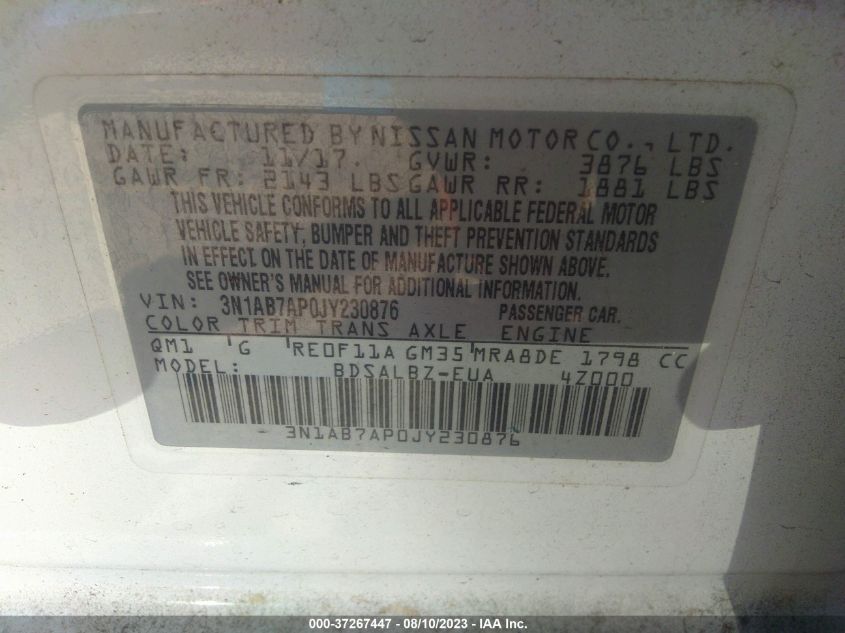 MANUFACTURED BY NISSAN MOTOR CO., LTD.
DATE: 11/17. GVWR: 3876 LBS
GAWR FR: 2143 LBS GAWR RR: 1881 LBS
THIS VEHICLE CONFORMS TO ALL APPLICABLE FEDERAL MOTOR
VEHICLE SAFETY, BUMPER AND THEFT PREVENTION STANDARDS
IN EFFECT ON THE DATE OF MANUFACTURE SHOWN ABOVE.
SEE OWNER'S MANUAL FOR ADDITIONAL INFORMATION.
VIN: 3N1AB7AP0JY230876 PASSENGER CAR.
COLOR TRIM TRANS AXLE ENGINE
QM1 G RE0F11A GM35 MRA8DE 1798 CC
MODEL: BDSALBZ-EUA 4Z000
3N1AB7AP0JY230876
000-37267447 - 08/10/2023 - IAA Inc.